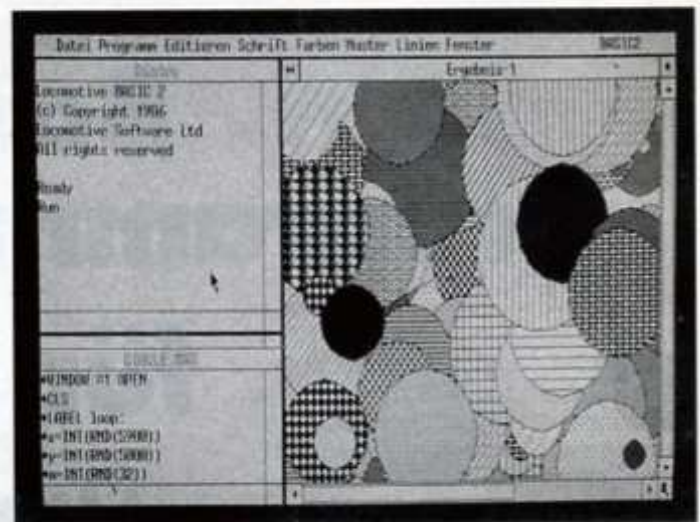 Datei Programm Editieren Schrift Farben Muster Linien Fenster BASIC2
Dialog
Ergebnis-1
Locomotive BASIC 2
(c) Copyright 1986
Locomotive Software Ltd
All rights reserved
Ready
Run
*WINDOW #1 OPEN
*CLS
*LABEL loop:
*x=INT(RND(5900))
*y=INT(RND(5000))
*m=INT(RND(32))